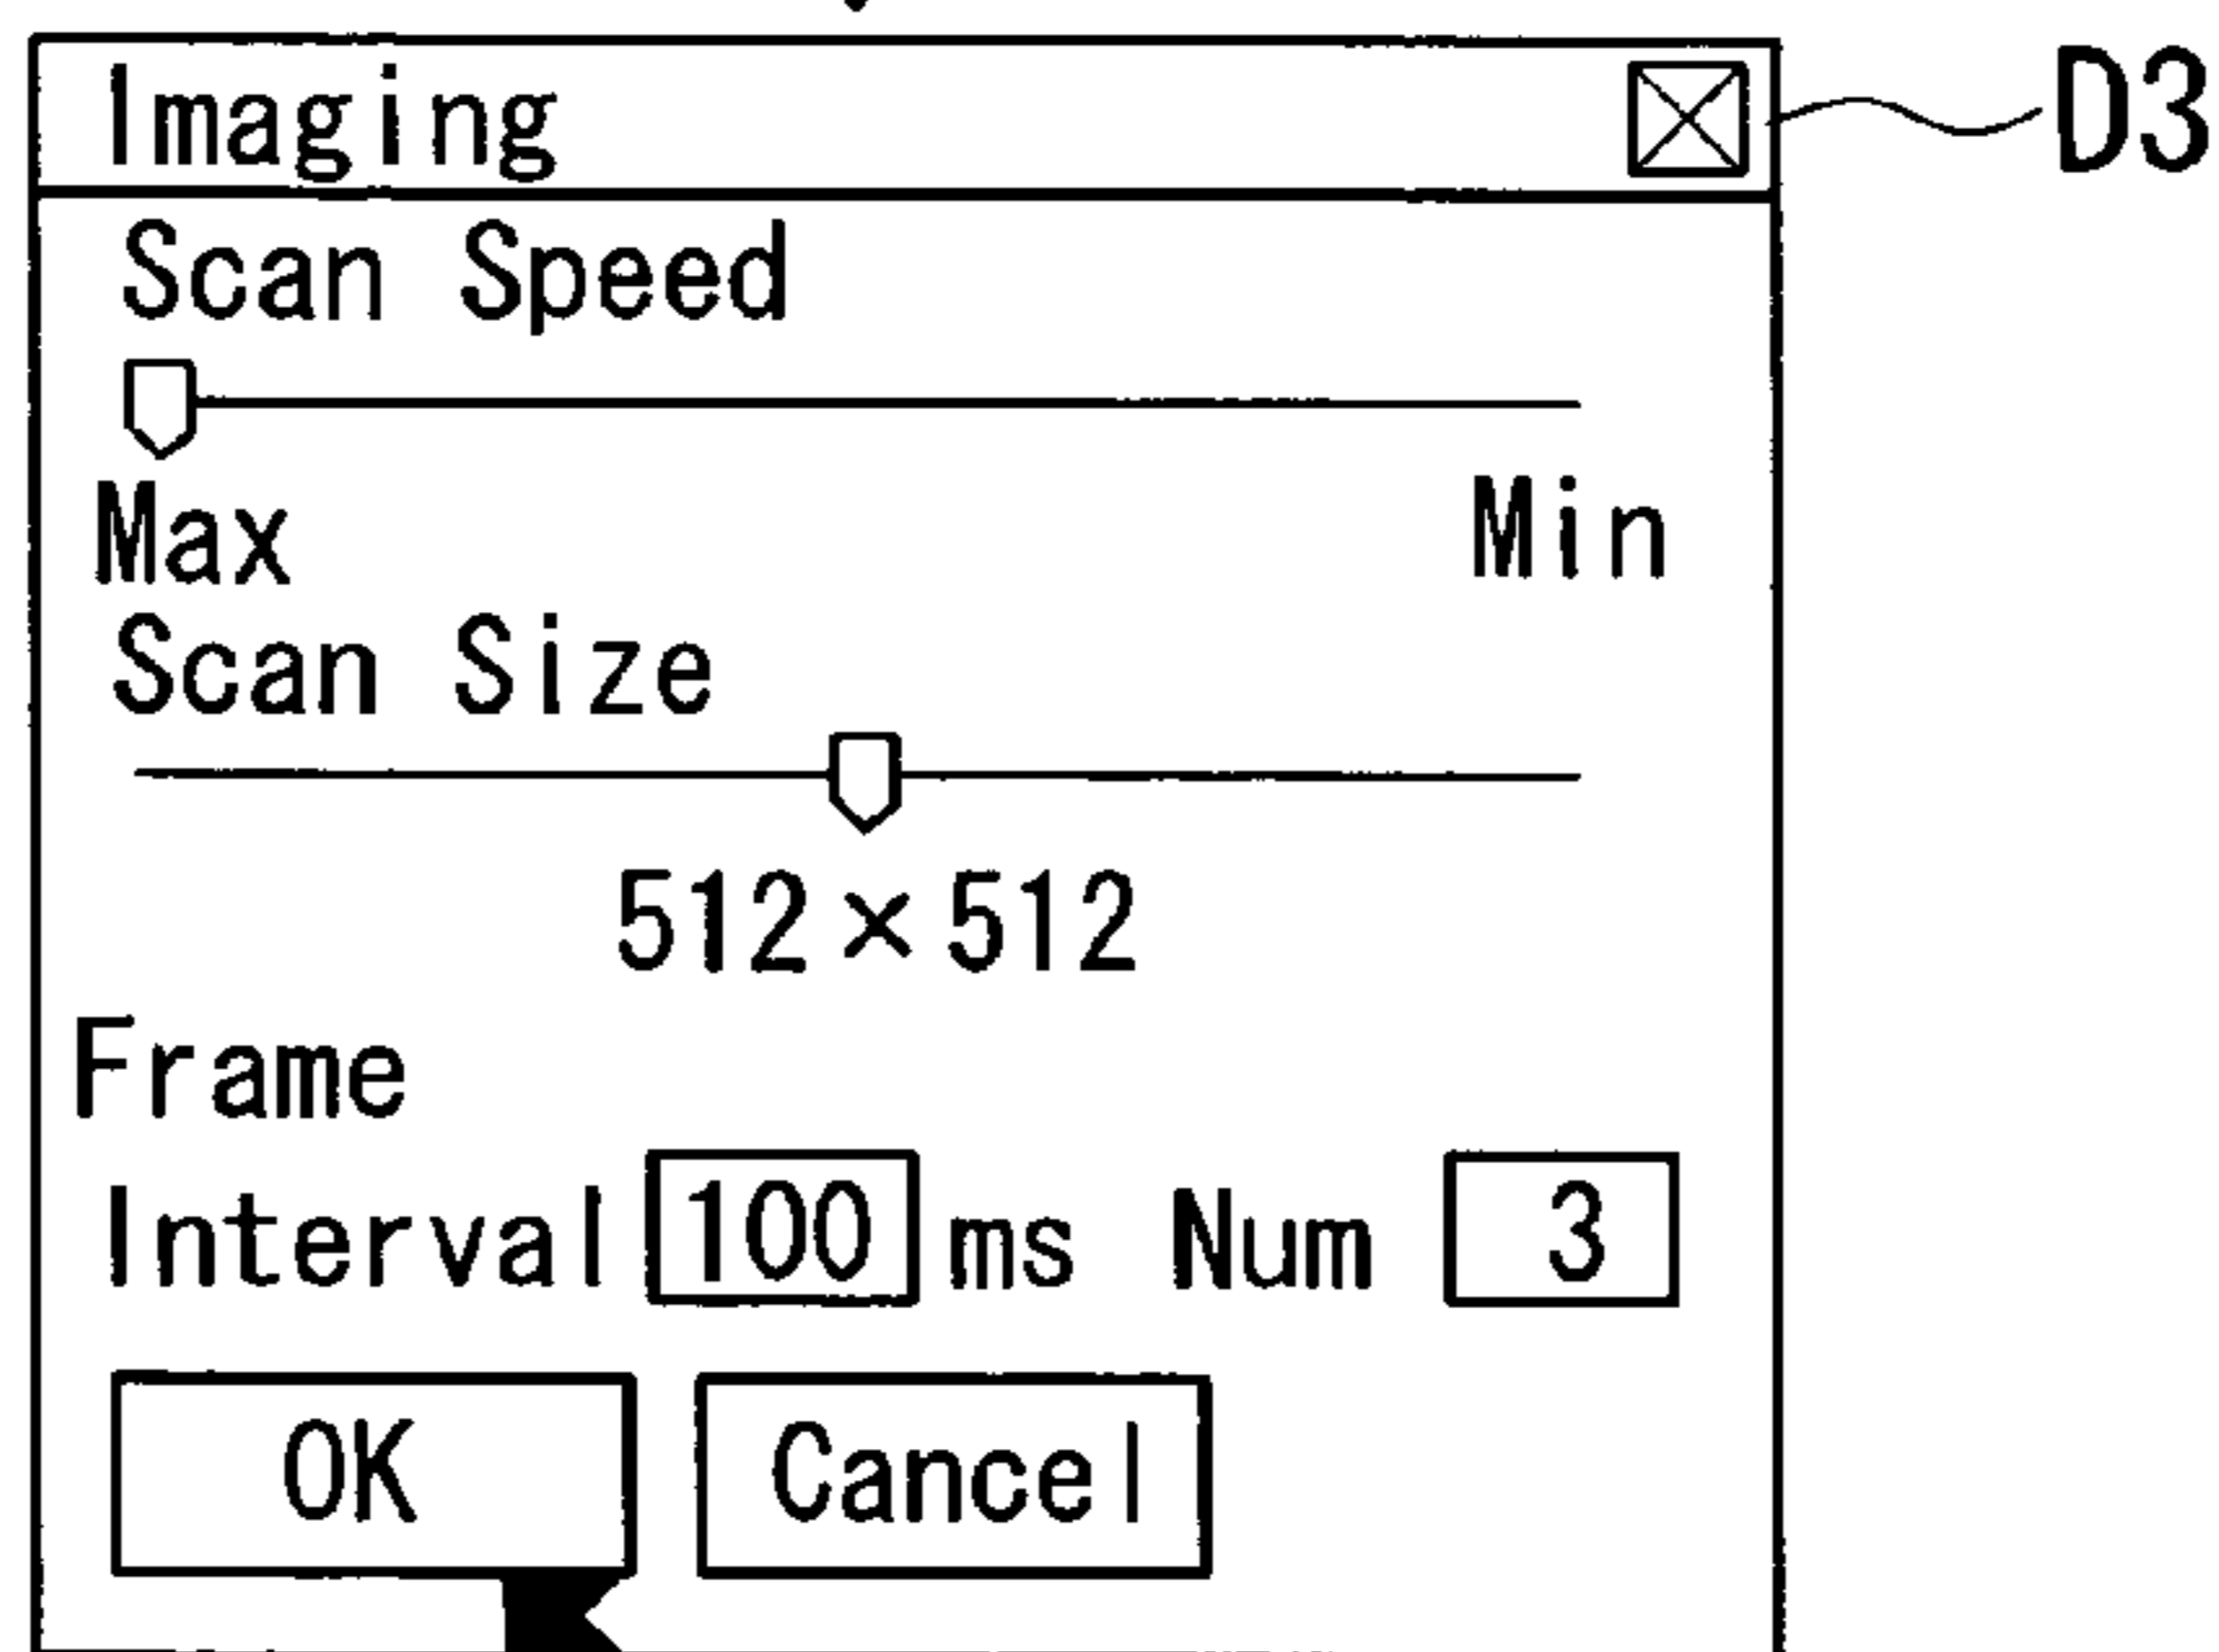 Imaging
D3
Scan Speed
Max Min
Scan Size
512×512
Frame
Interval 100 ms Num 3
OK Cancel